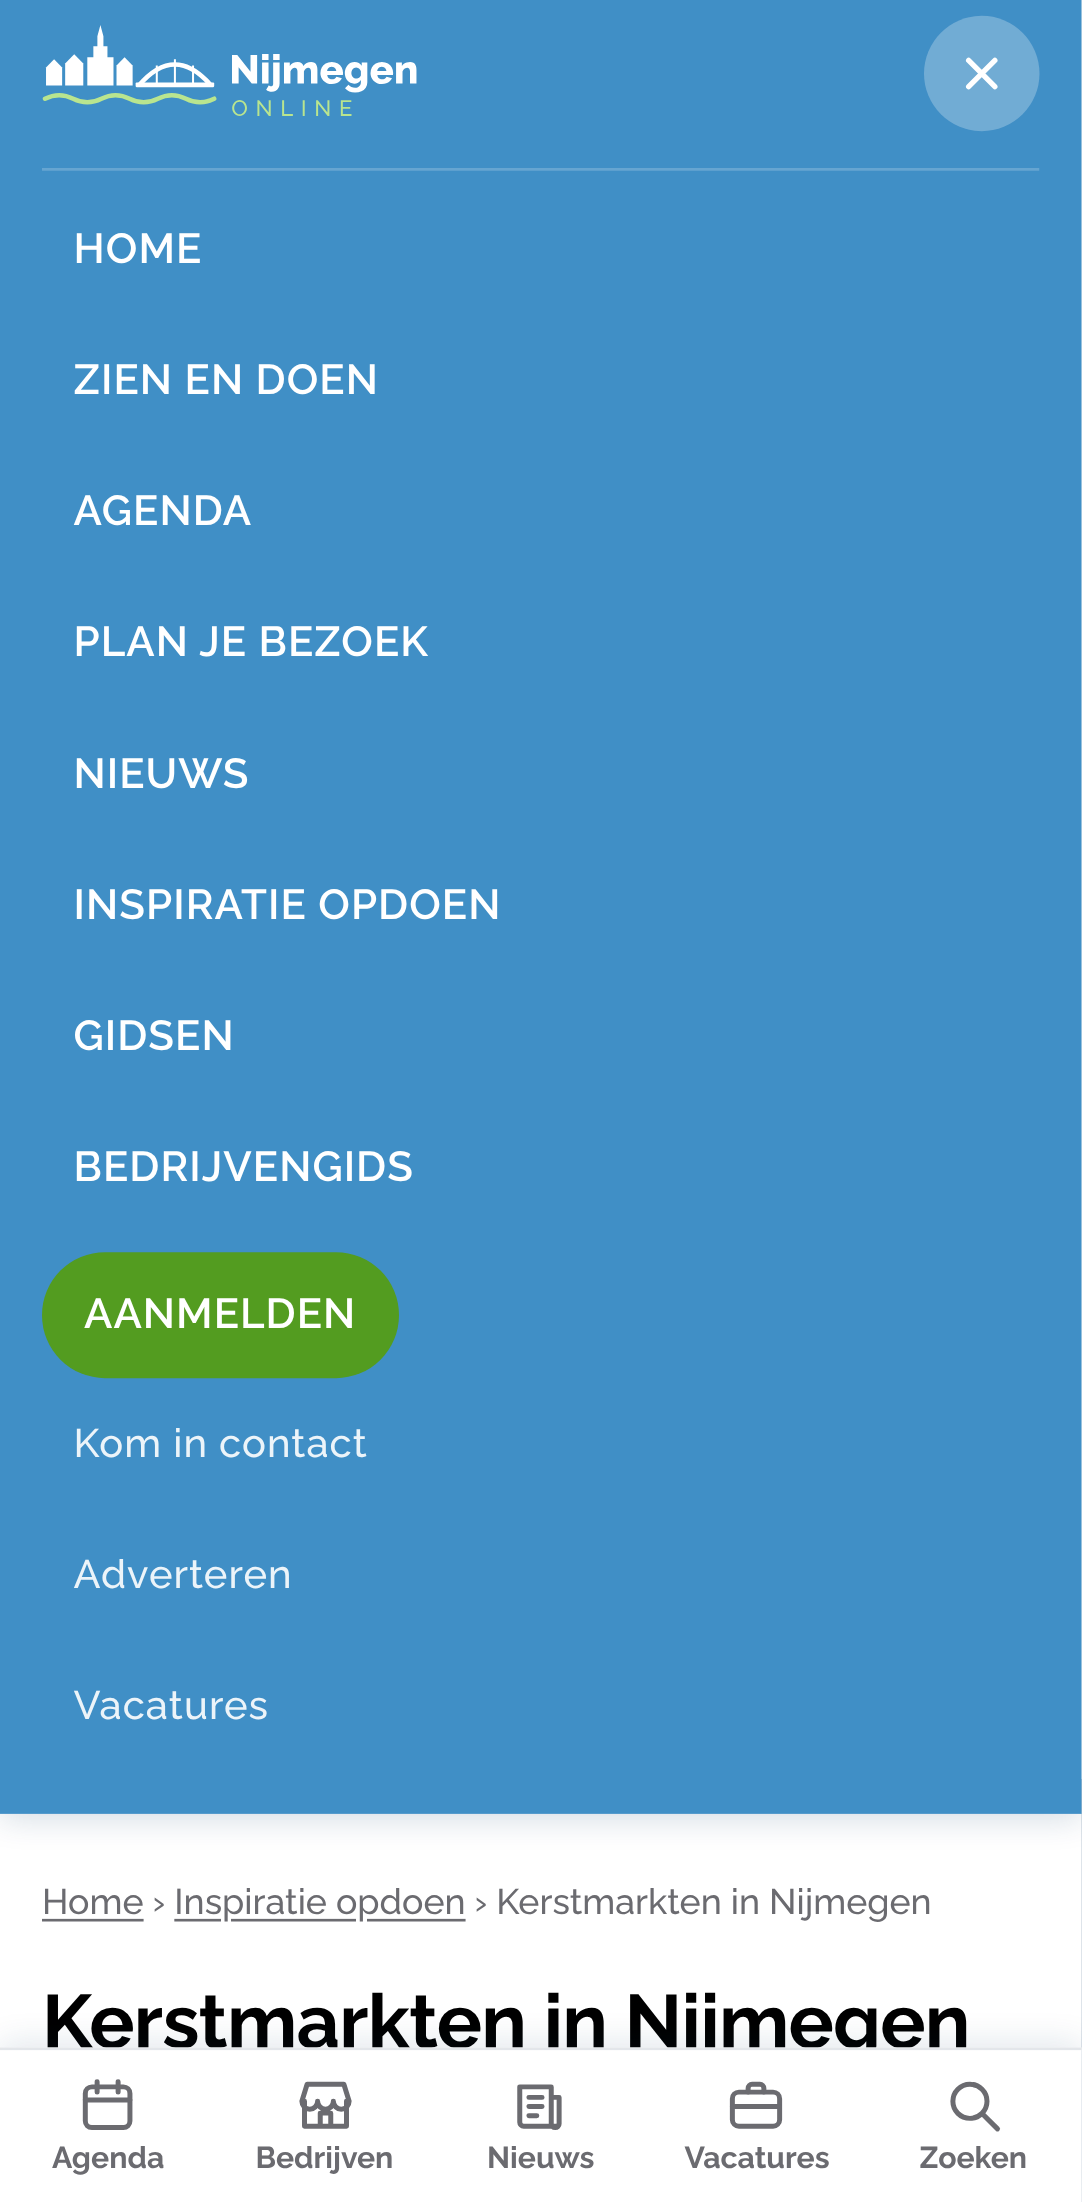 Nijmegen
ONLINE
HOME
ZIEN EN DOEN
AGENDA
PLAN JE BEZOEK
NIEUWS
INSPIRATIE OPDOEN
GIDSEN
BEDRIJVENGIDS
AANMELDEN
Kom in contact
Adverteren
Vacatures
Home › Inspiratie opdoen › Kerstmarkten in Nijmegen
Kerstmarkten in Nijmegen
Agenda Bedrijven Nieuws Vacatures Zoeken